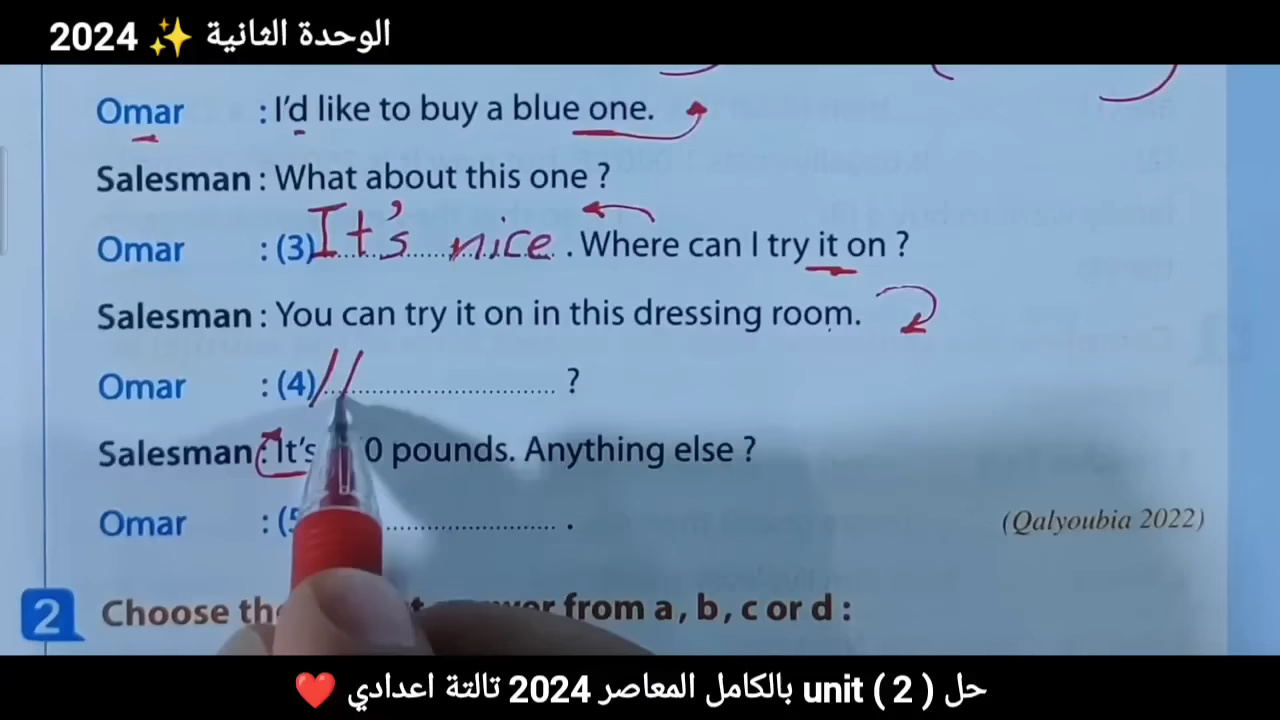 الوحدة الثانية ✨ 2024
Omar : I'd like to buy a blue one.
Salesman : What about this one ?
Omar : (3) It's nice . Where can I try it on ?
Salesman : You can try it on in this dressing room.
Omar : (4) .............................. ?
Salesman : It's 0 pounds. Anything else ?
Omar : (5 .............................. .
(Qalyoubia 2022)
2 Choose from a , b , c or d :
حل unit ( 2 ) بالكامل المعاصر 2024 تالتة اعدادي ❤️